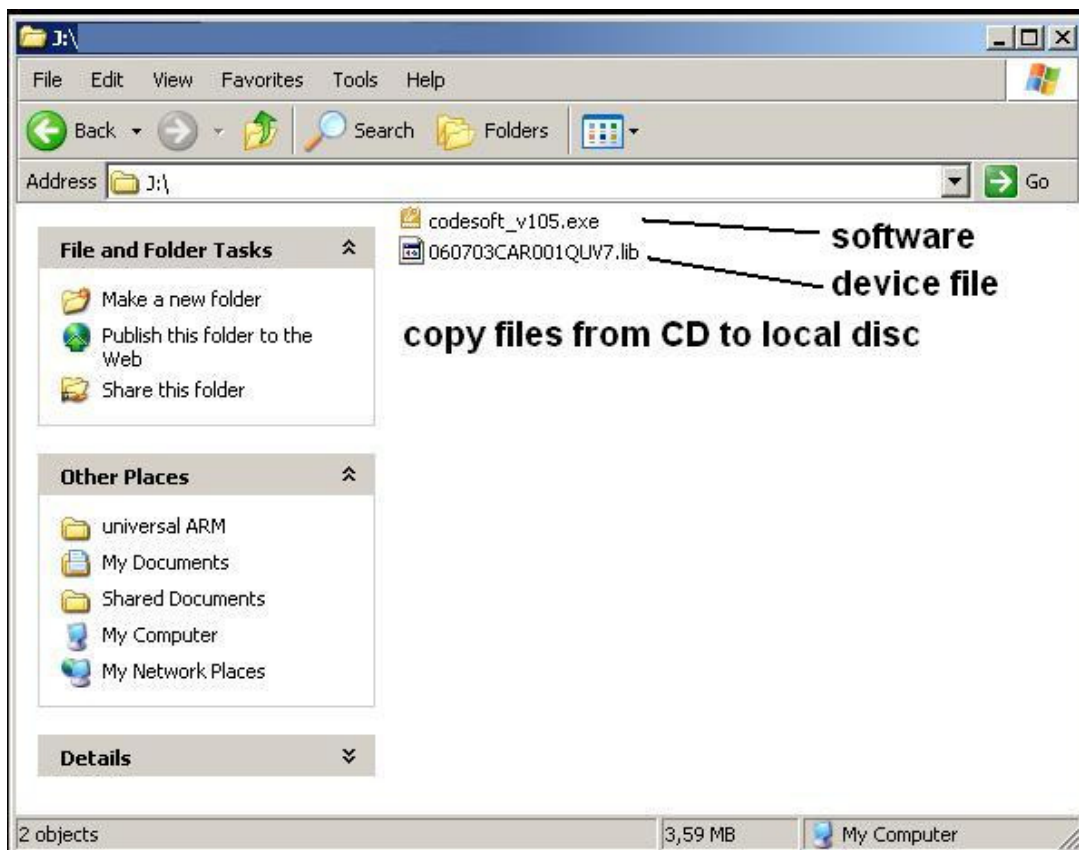 J:\
File Edit View Favorites Tools Help
Back Search Folders
Address J:\ Go
File and Folder Tasks
Make a new folder
Publish this folder to the
Web
Share this folder
Other Places
universal ARM
My Documents
Shared Documents
My Computer
My Network Places
Details
codesoft_v105.exe
software
060703CAR001QUV7.lib
device file
copy files from CD to local disc
2 objects 3,59 MB My Computer